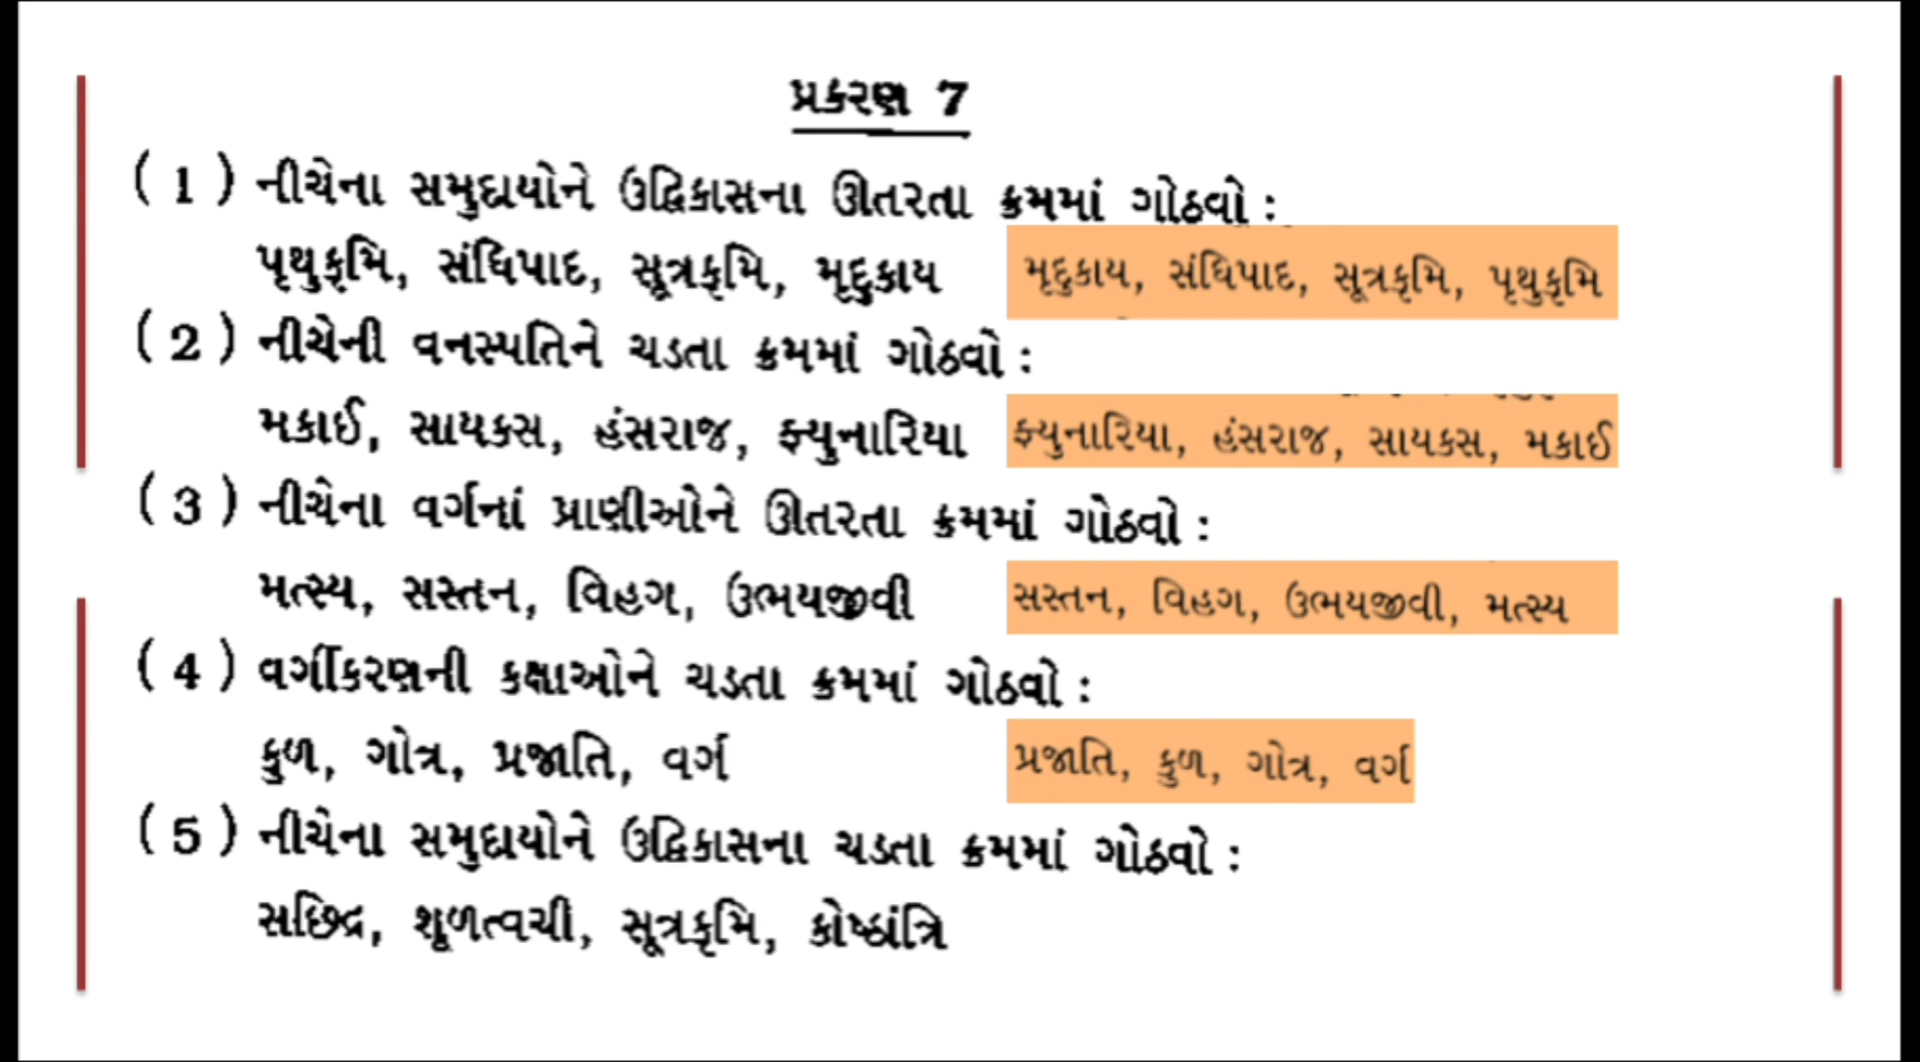 પ્રકરણ 7
( 1 ) નીચેના સમુદાયોને ઉદ્વિકાસના ઊતરતા ક્રમમાં ગોઠવો :
પૃથુકૃમિ, સંધિપાદ, સૂત્રકૃમિ, મૃદુકાય મૃદુકાય, સંધિપાદ, સૂત્રકૃમિ, પૃથુકૃમિ
( 2 ) નીચેની વનસ્પતિને ચડતા ક્રમમાં ગોઠવો :
મકાઈ, સાયકસ, હંસરાજ, ફ્યુનારિયા ફ્યુનારિયા, હંસરાજ, સાયકસ, મકાઈ
( 3 ) નીચેના વર્ગનાં પ્રાણીઓને ઊતરતા ક્રમમાં ગોઠવો :
મત્સ્ય, સસ્તન, વિહગ, ઉભયજીવી સસ્તન, વિહગ, ઉભયજીવી, મત્સ્ય
( 4 ) વર્ગીકરણની કક્ષાઓને ચડતા ક્રમમાં ગોઠવો :
કુળ, ગોત્ર, પ્રજાતિ, વર્ગ પ્રજાતિ, કુળ, ગોત્ર, વર્ગ
( 5 ) નીચેના સમુદાયોને ઉદ્વિકાસના ચડતા ક્રમમાં ગોઠવો :
સછિદ્ર, શૂળત્વચી, સૂત્રકૃમિ, કોષ્ઠાંત્રિ